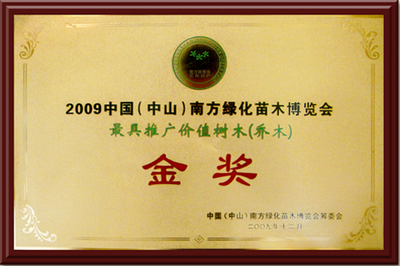 2009中国(中山)南方绿化苗木博览会
最具推广价值树木(乔木)
金奖
中国(中山)南方绿化苗木博览会筹委会
二00九年十二月